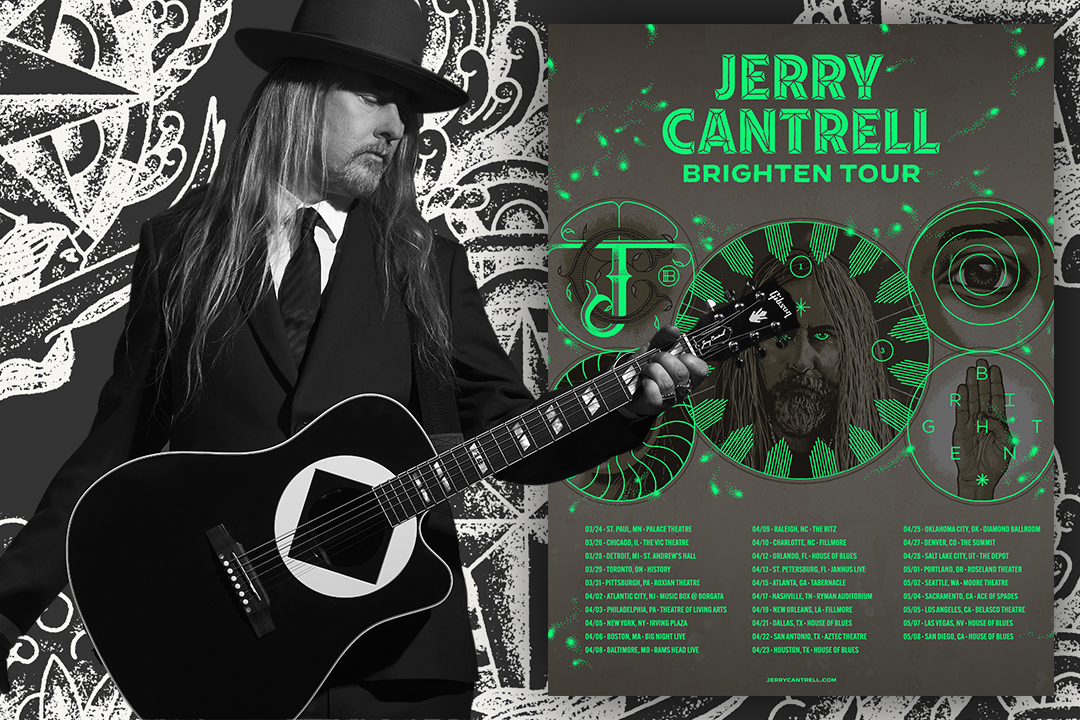 JERRY
CANTRELL
BRIGHTEN TOUR
1
3
B
R I
G H T
E N
Gibson
Jerry Cantrell
03/24 - ST. PAUL, MN - PALACE THEATRE
03/26 - CHICAGO, IL - THE VIC THEATRE
03/28 - DETROIT, MI - ST. ANDREW'S HALL
03/29 - TORONTO, ON - HISTORY
03/31 - PITTSBURGH, PA - ROXIAN THEATRE
04/02 - ATLANTIC CITY, NJ - MUSIC BOX @ BORGATA
04/03 - PHILADELPHIA, PA - THEATRE OF LIVING ARTS
04/05 - NEW YORK, NY - IRVING PLAZA
04/06 - BOSTON, MA - BIG NIGHT LIVE
04/08 - BALTIMORE, MD - RAMS HEAD LIVE
04/09 - RALEIGH, NC - THE RITZ
04/10 - CHARLOTTE, NC - FILLMORE
04/12 - ORLANDO, FL - HOUSE OF BLUES
04/13 - ST. PETERSBURG, FL - JANNUS LIVE
04/15 - ATLANTA, GA - TABERNACLE
04/17 - NASHVILLE, TN - RYMAN AUDITORIUM
04/19 - NEW ORLEANS, LA - FILLMORE
04/21 - DALLAS, TX - HOUSE OF BLUES
04/22 - SAN ANTONIO, TX - AZTEC THEATRE
04/23 - HOUSTON, TX - HOUSE OF BLUES
04/25 - OKLAHOMA CITY, OK - DIAMOND BALLROOM
04/27 - DENVER, CO - THE SUMMIT
04/28 - SALT LAKE CITY, UT - THE DEPOT
05/01 - PORTLAND, OR - ROSELAND THEATER
05/02 - SEATTLE, WA - MOORE THEATRE
05/04 - SACRAMENTO, CA - ACE OF SPADES
05/05 - LOS ANGELES, CA - BELASCO THEATRE
05/07 - LAS VEGAS, NV - HOUSE OF BLUES
05/08 - SAN DIEGO, CA - HOUSE OF BLUES
JERRYCANTRELL.COM